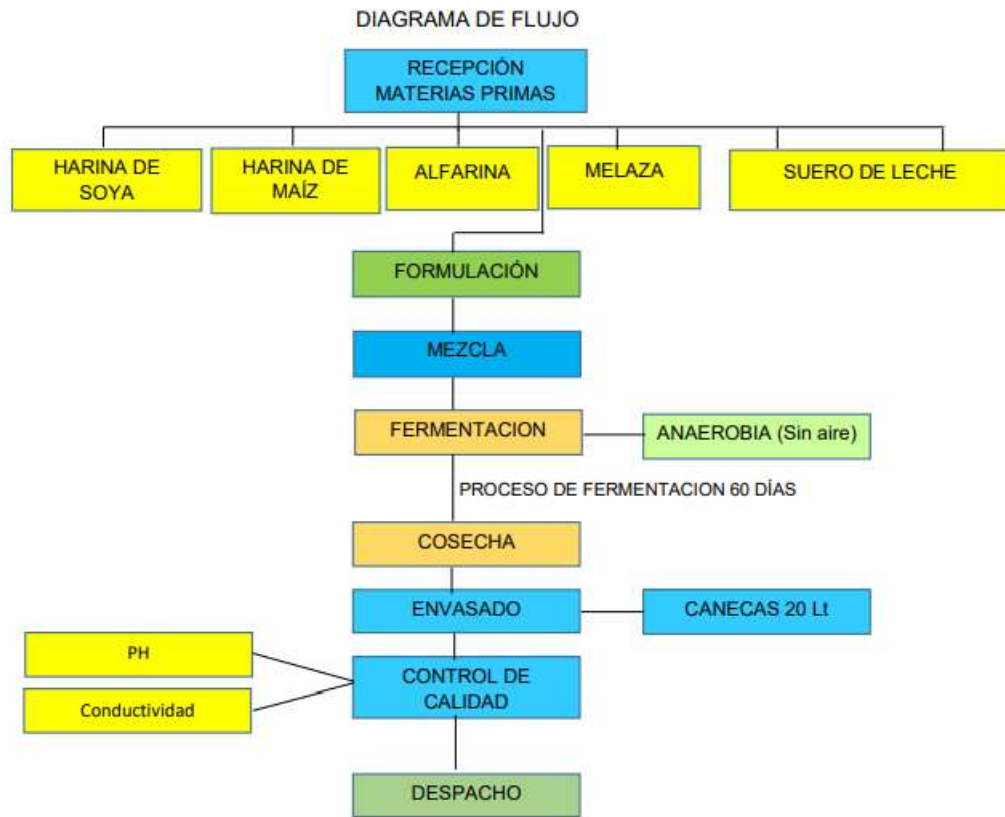 DIAGRAMA DE FLUJO
RECEPCIÓN
MATERIAS PRIMAS
HARINA DE
SOYA
HARINA DE
MAÍZ
ALFARINA
MELAZA
SUERO DE LECHE
FORMULACIÓN
MEZCLA
FERMENTACION
ANAEROBIA (Sin aire)
PROCESO DE FERMENTACION 60 DÍAS
COSECHA
ENVASADO
CANECAS 20 Lt
PH
Conductividad
CONTROL DE
CALIDAD
DESPACHO